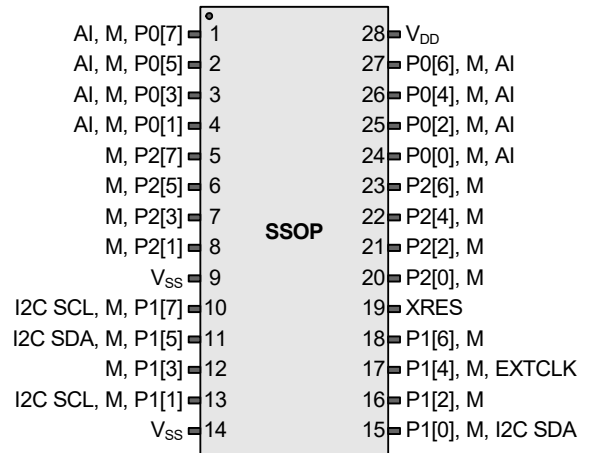 AI, M, P0[7] 1 28 VDD
AI, M, P0[5] 2 27 P0[6], M, AI
AI, M, P0[3] 3 26 P0[4], M, AI
AI, M, P0[1] 4 25 P0[2], M, AI
M, P2[7] 5 24 P0[0], M, AI
M, P2[5] 6 23 P2[6], M
M, P2[3] 7 22 P2[4], M
SSOP
M, P2[1] 8 21 P2[2], M
VSS 9 20 P2[0], M
I2C SCL, M, P1[7] 10 19 XRES
I2C SDA, M, P1[5] 11 18 P1[6], M
M, P1[3] 12 17 P1[4], M, EXTCLK
I2C SCL, M, P1[1] 13 16 P1[2], M
VSS 14 15 P1[0], M, I2C SDA